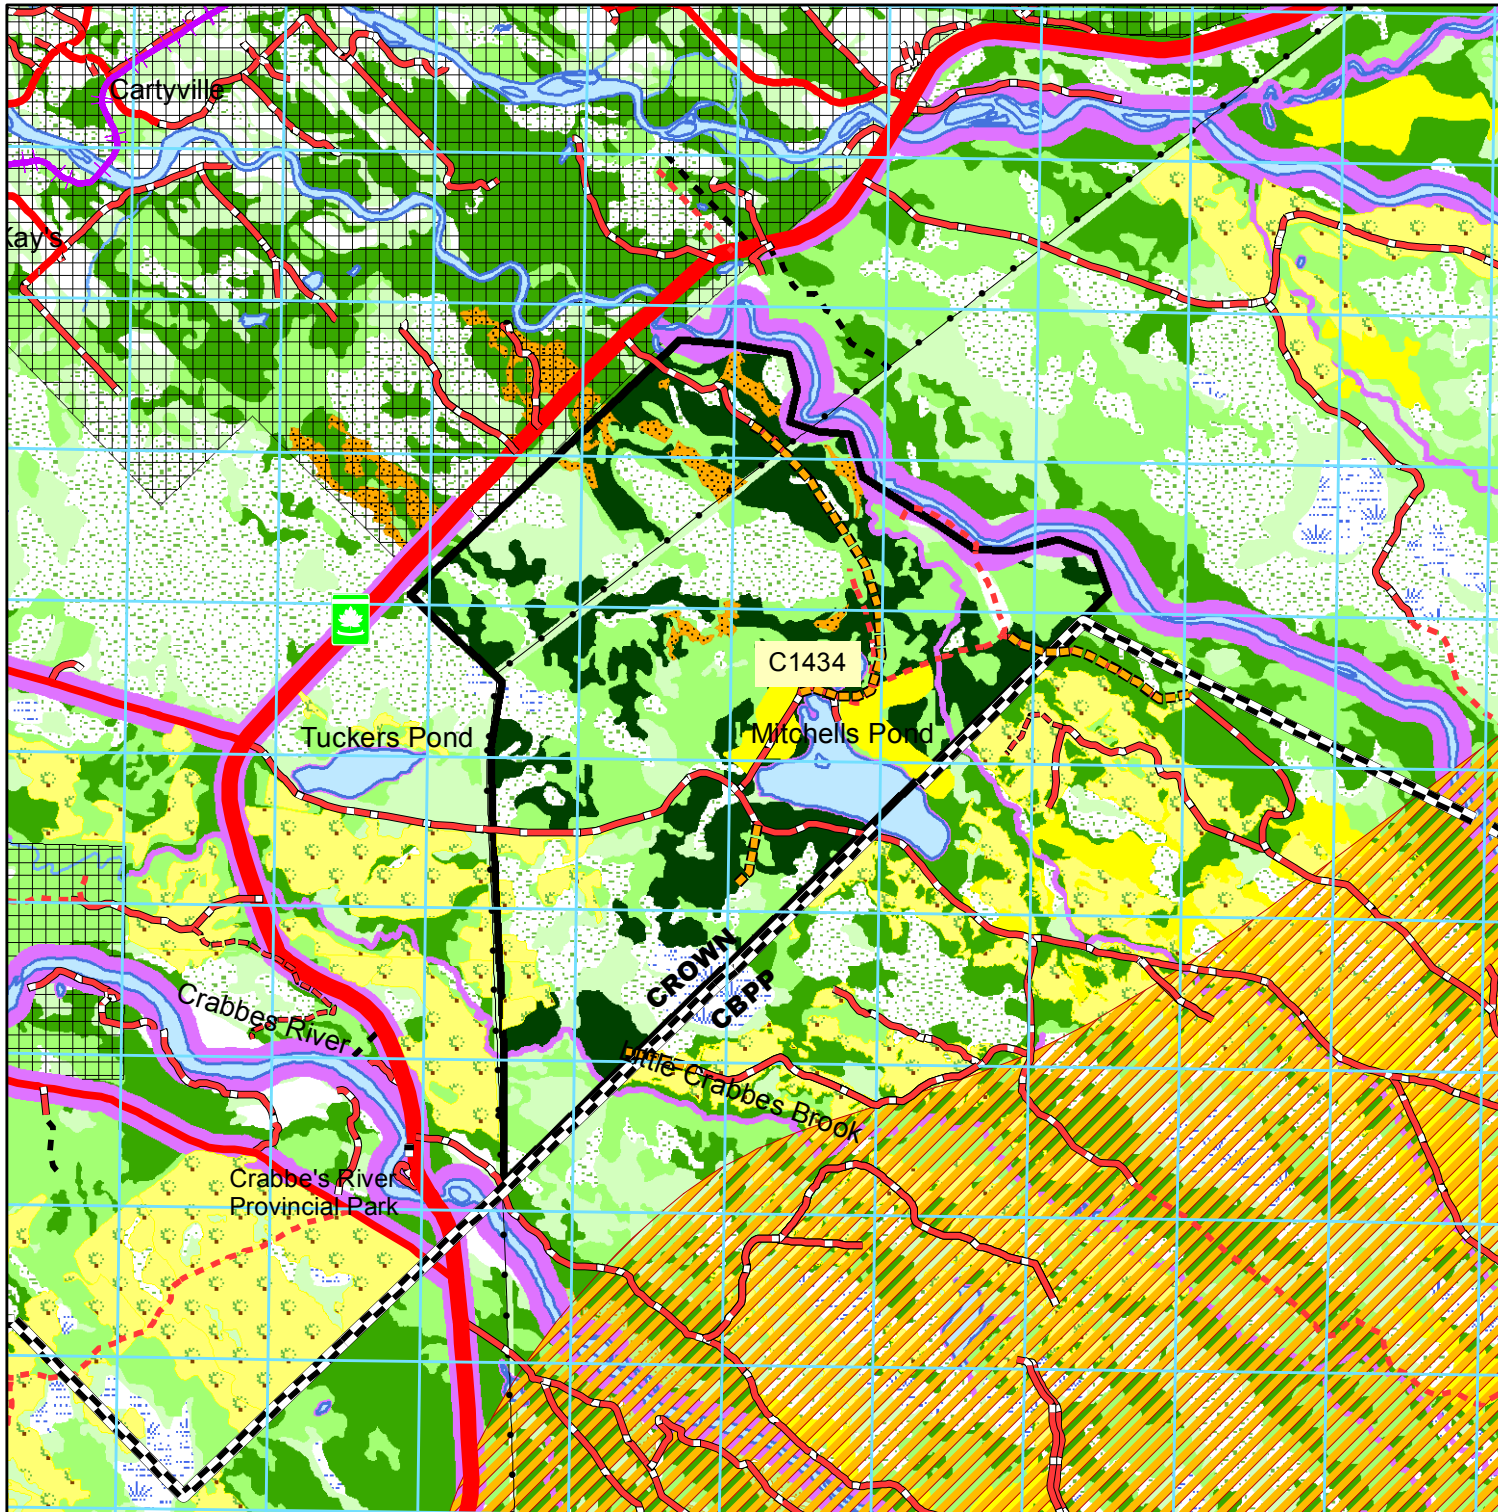 Cartyville
Kay's
C1434
Tuckers Pond
Mitchells Pond
CROWN
CBPP
Crabbes River
Little Crabbes Brook
Crabbe's River
Provincial Park